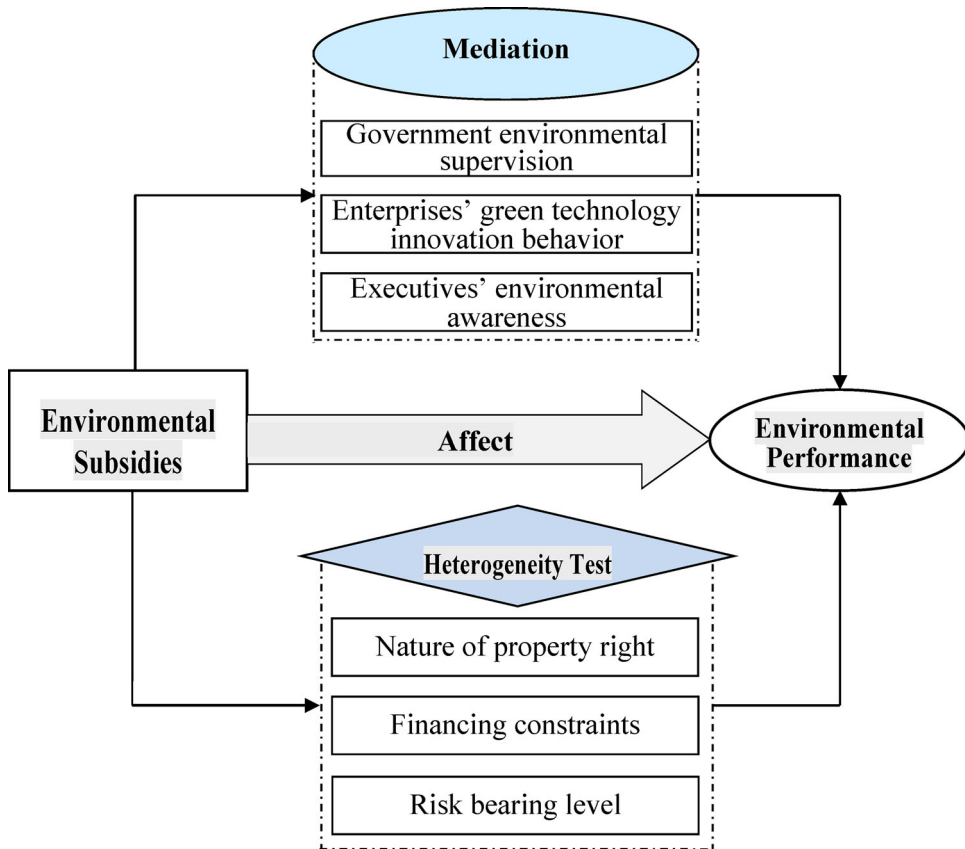 Mediation
Government environmental
supervision
Enterprises’ green technology
innovation behavior
Executives’ environmental
awareness
Environmental
Subsidies
Affect
Environmental
Performance
Heterogeneity Test
Nature of property right
Financing constraints
Risk bearing level